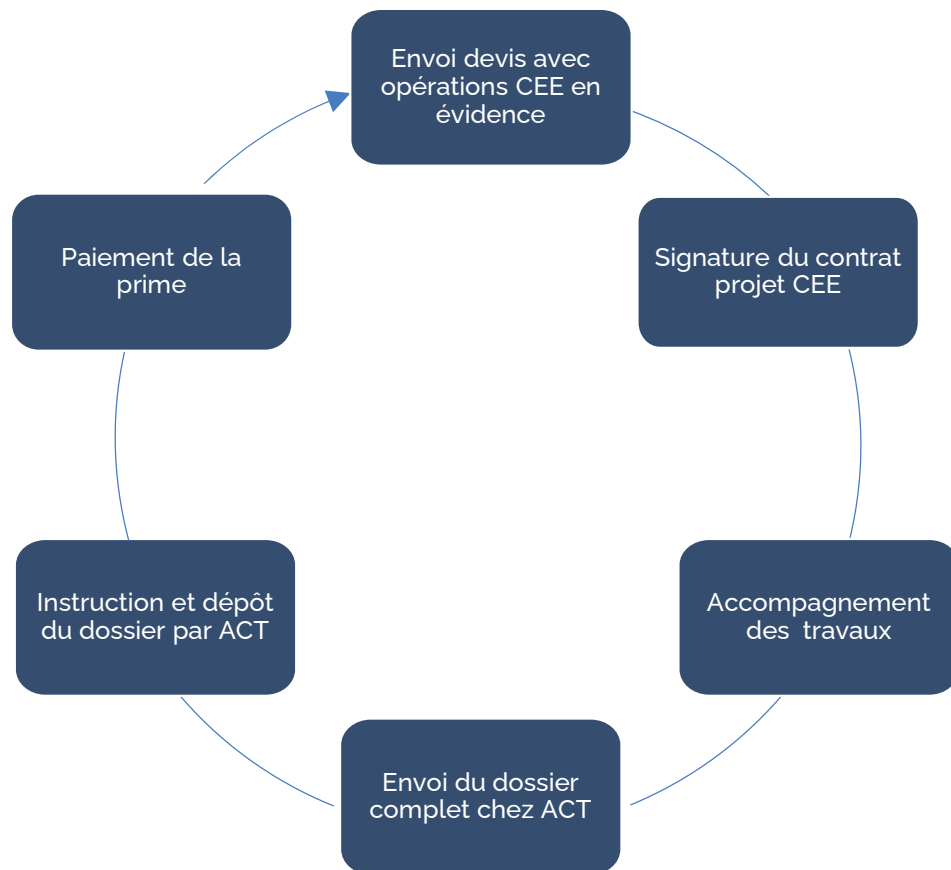 Envoi devis avec
opérations CEE en
évidence
Signature du contrat
projet CEE
Accompagnement
des  travaux
Envoi du dossier
complet chez ACT
Instruction et dépôt
du dossier par ACT
Paiement de la
prime